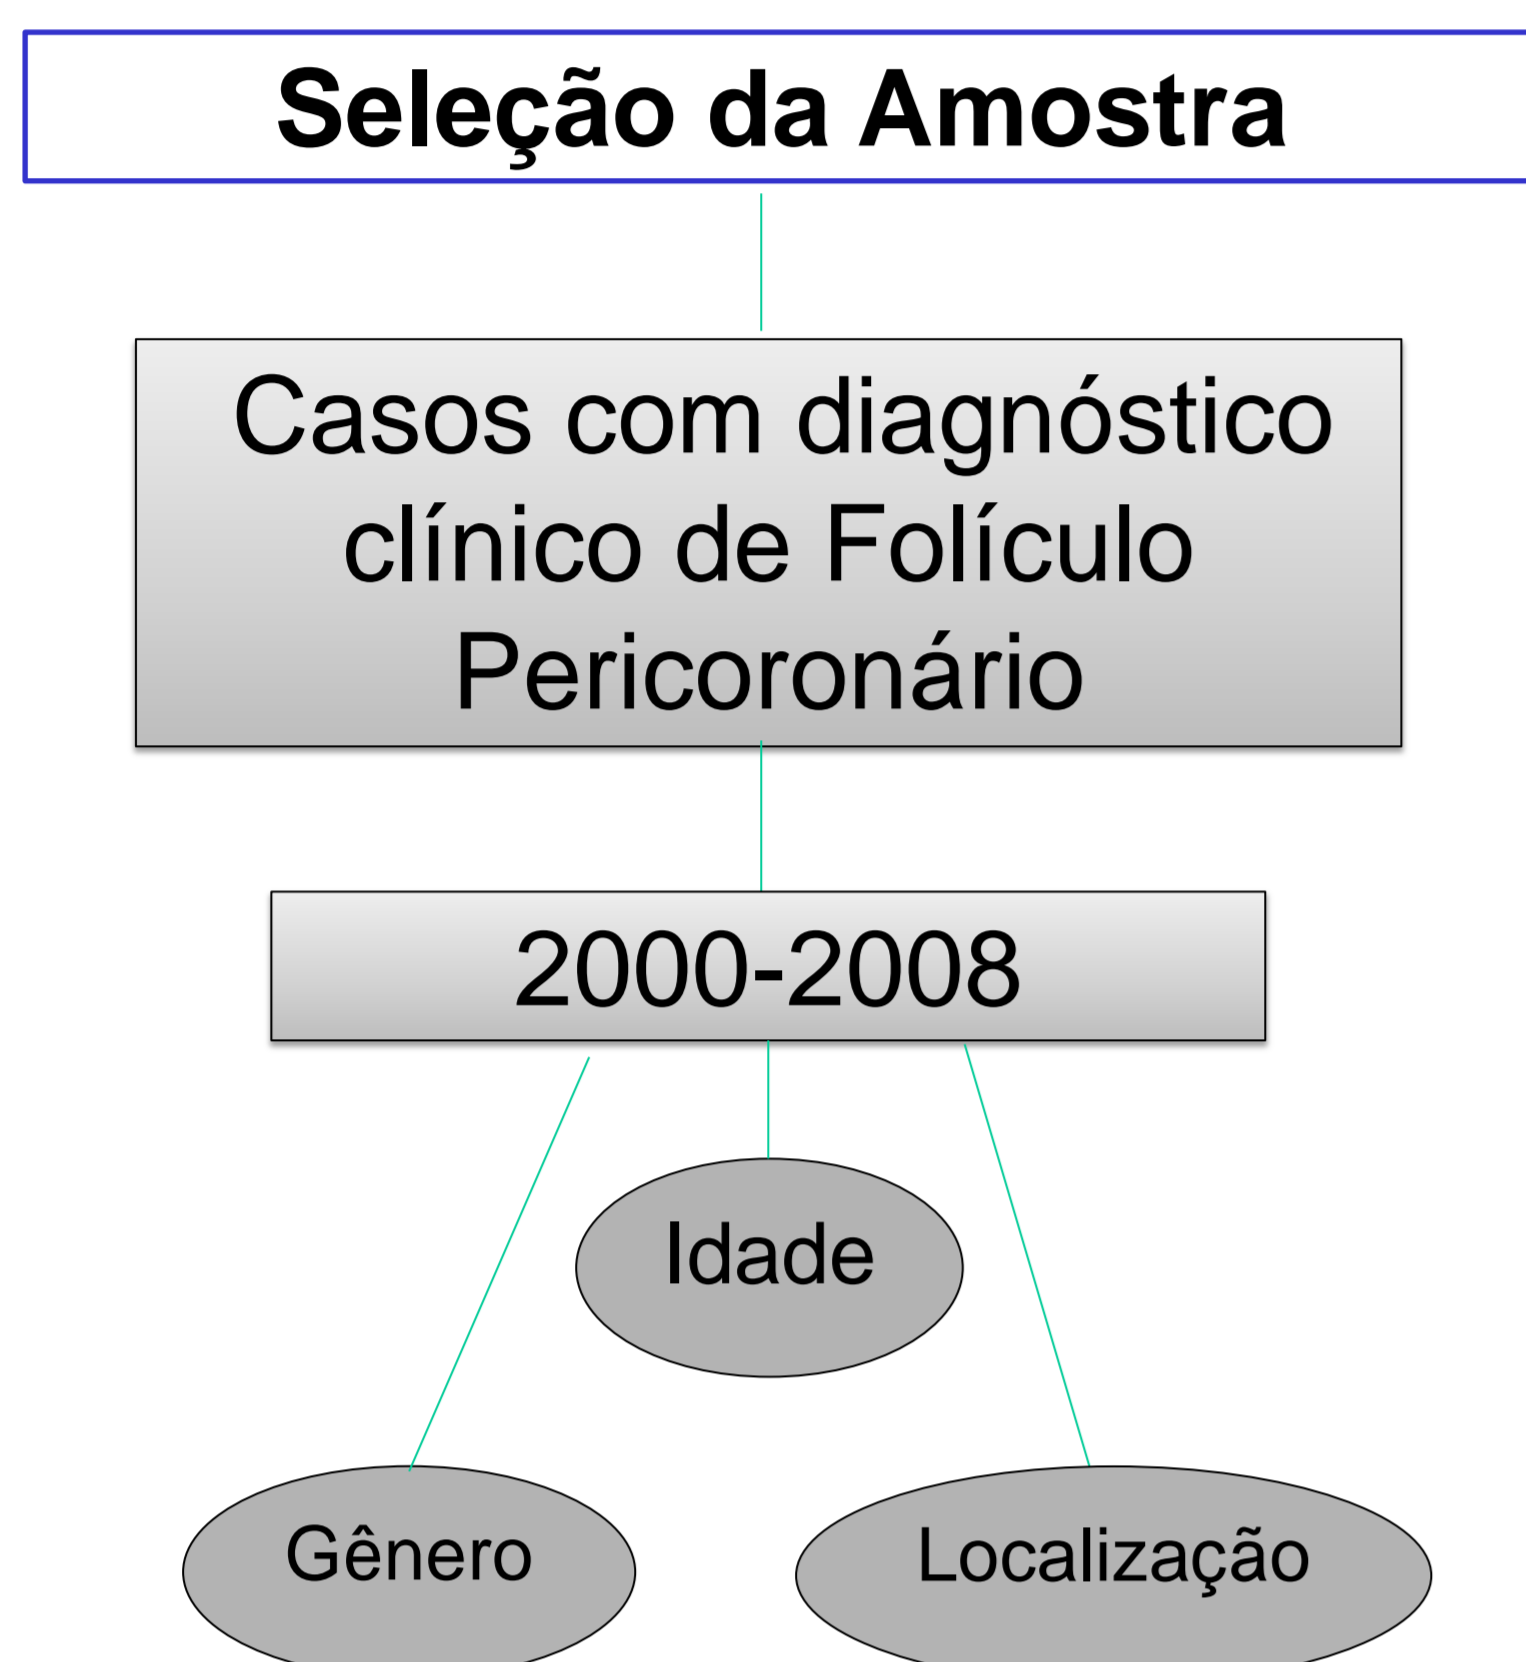 Seleção da Amostra
Casos com diagnóstico
clínico de Folículo
Pericoronário
2000-2008
Idade
Gênero
Localização